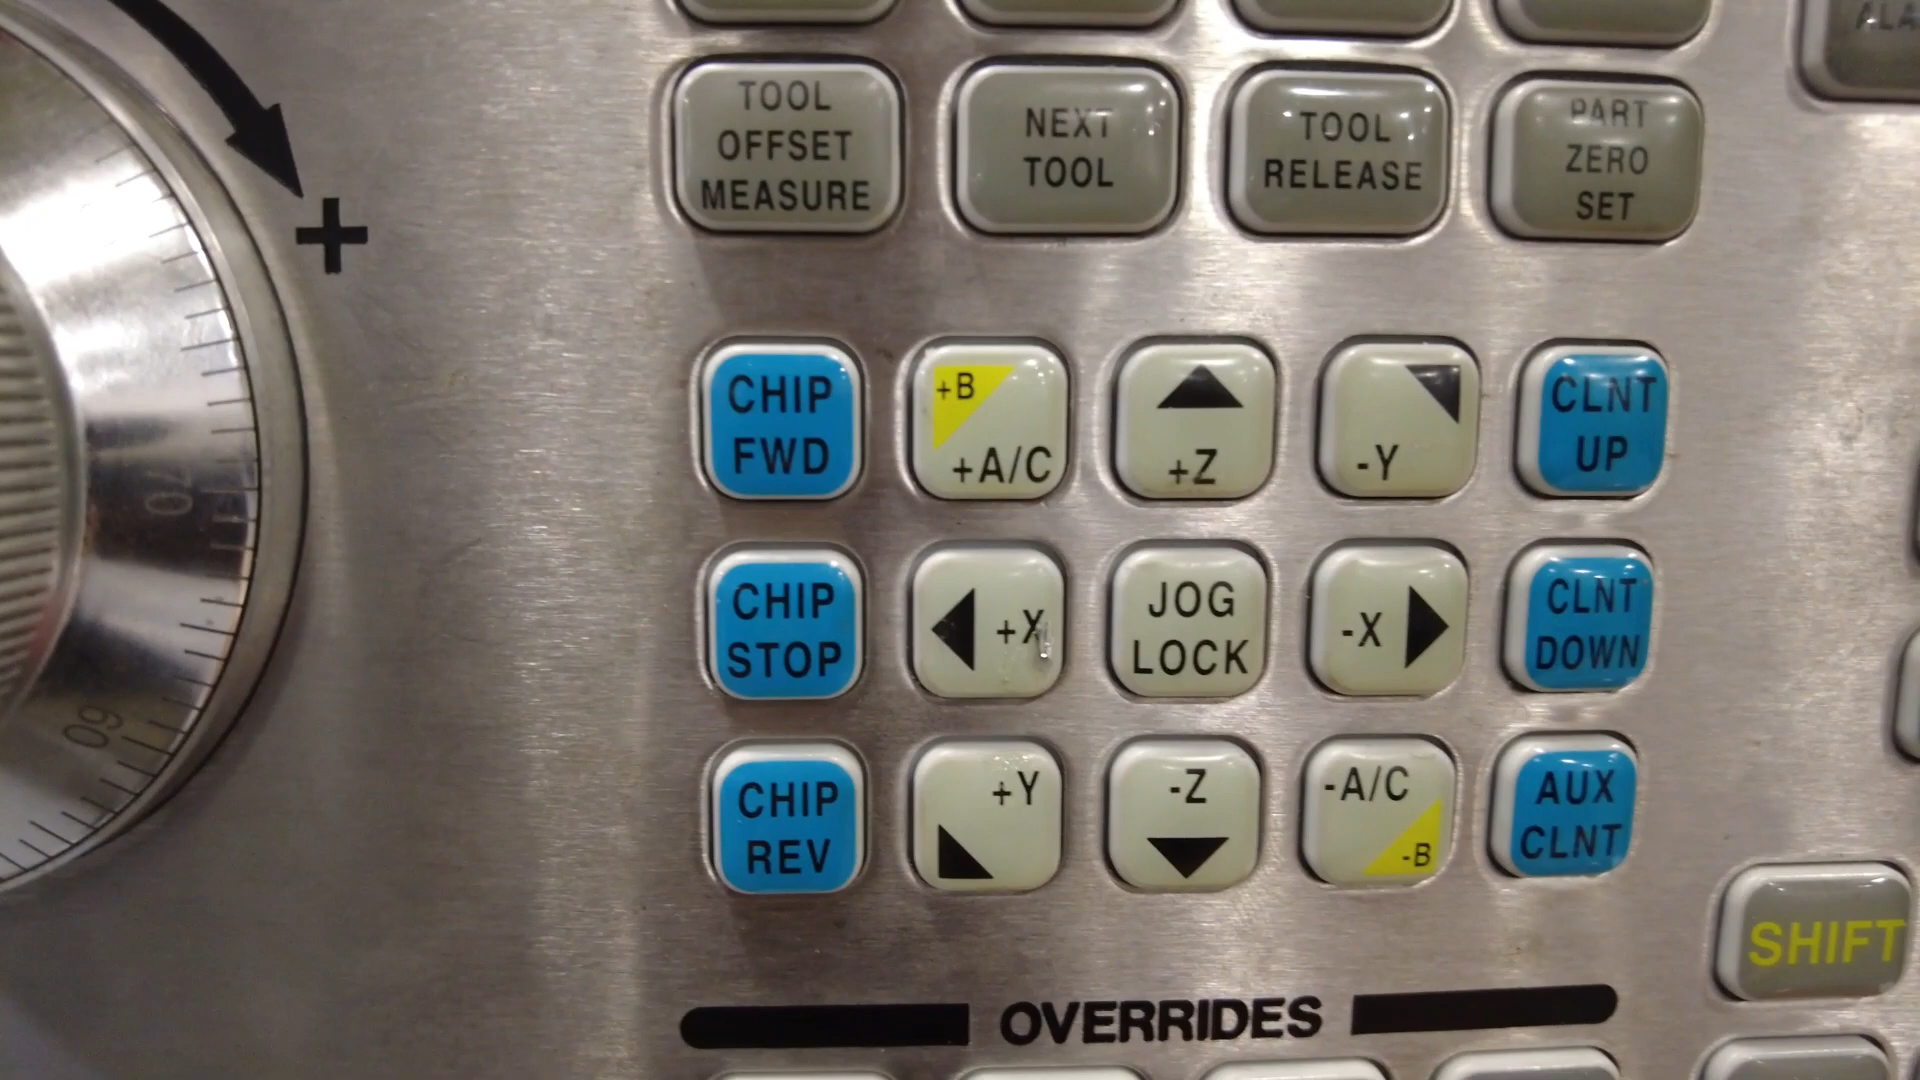 TOOL
OFFSET
MEASURE
NEXT
TOOL
TOOL
RELEASE
PART
ZERO
SET
+
CHIP
FWD
+B
+A/C
+Z
-Y
CLNT
UP
70
CHIP
STOP
+X
JOG
LOCK
-X
CLNT
DOWN
60
CHIP
REV
+Y
-Z
-A/C
-B
AUX
CLNT
SHIFT
OVERRIDES